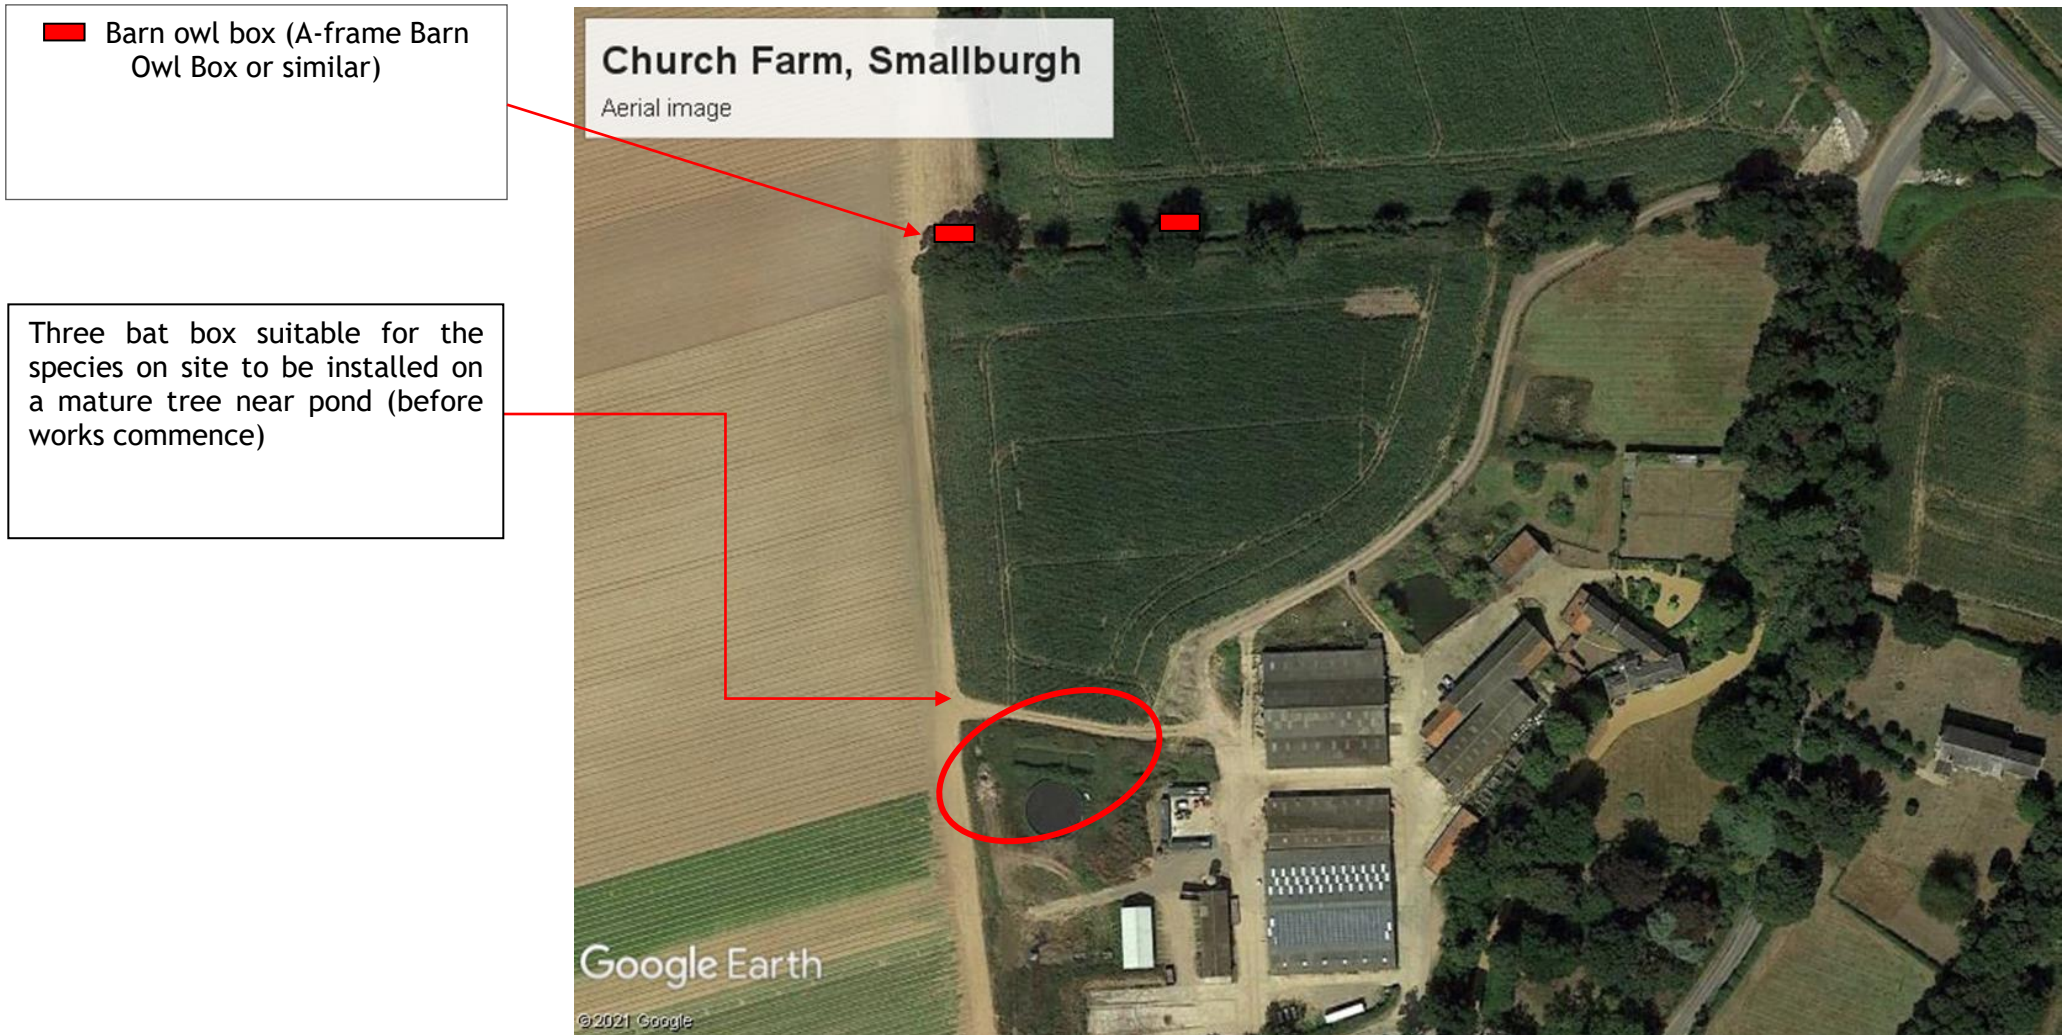 Barn owl box (A-frame Barn
Owl Box or similar)
Three bat box suitable for the
species on site to be installed on
a mature tree near pond (before
works commence)
Church Farm, Smallburgh
Aerial image
Google Earth
©2021 Google